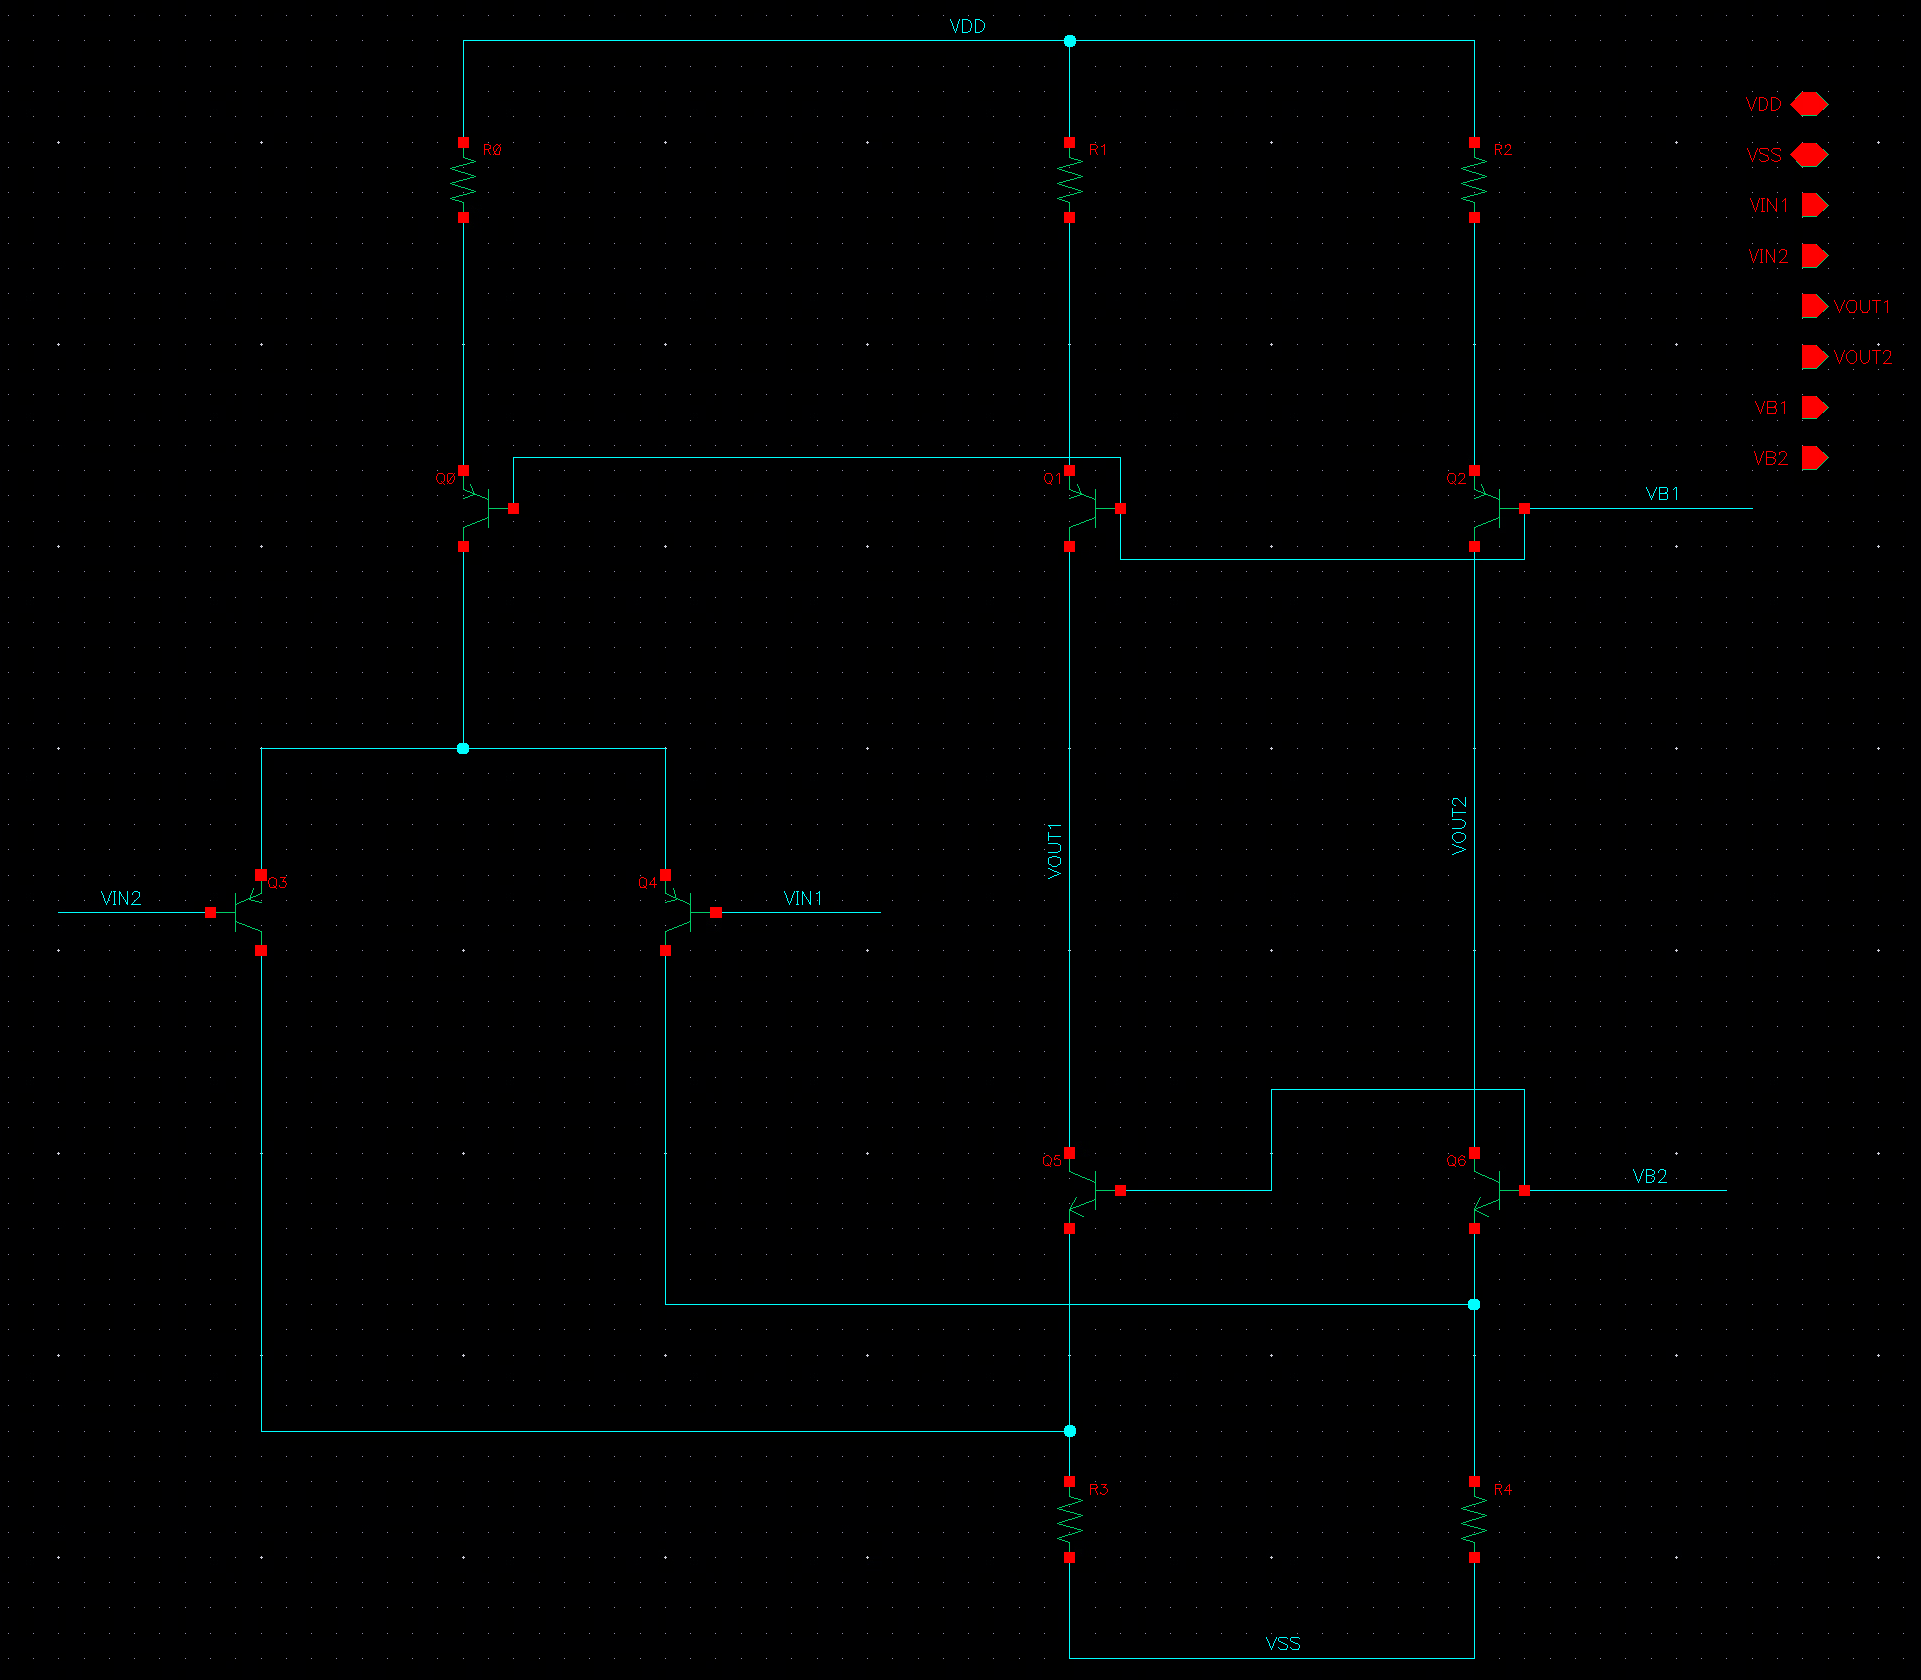 VDD
VDD
R0
R1
R2
VSS
VIN1
VIN2
VOUT1
VOUT2
VB1
VB2
Q0
Q1
Q2
VB1
VOUT1
VOUT2
VIN2
Q3
Q4
VIN1
Q5
Q6
VB2
R3
R4
VSS